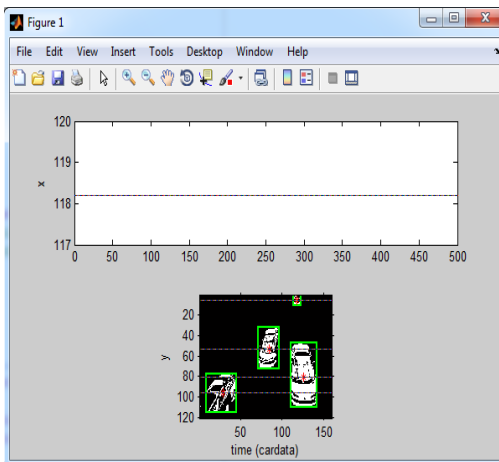 Figure 1
File Edit View Insert Tools Desktop Window Help
120
119
118
117
x
0 50 100 150 200 250 300 350 400 450 500
20
40
60
80
100
120
y
50 100 150
time (cardata)